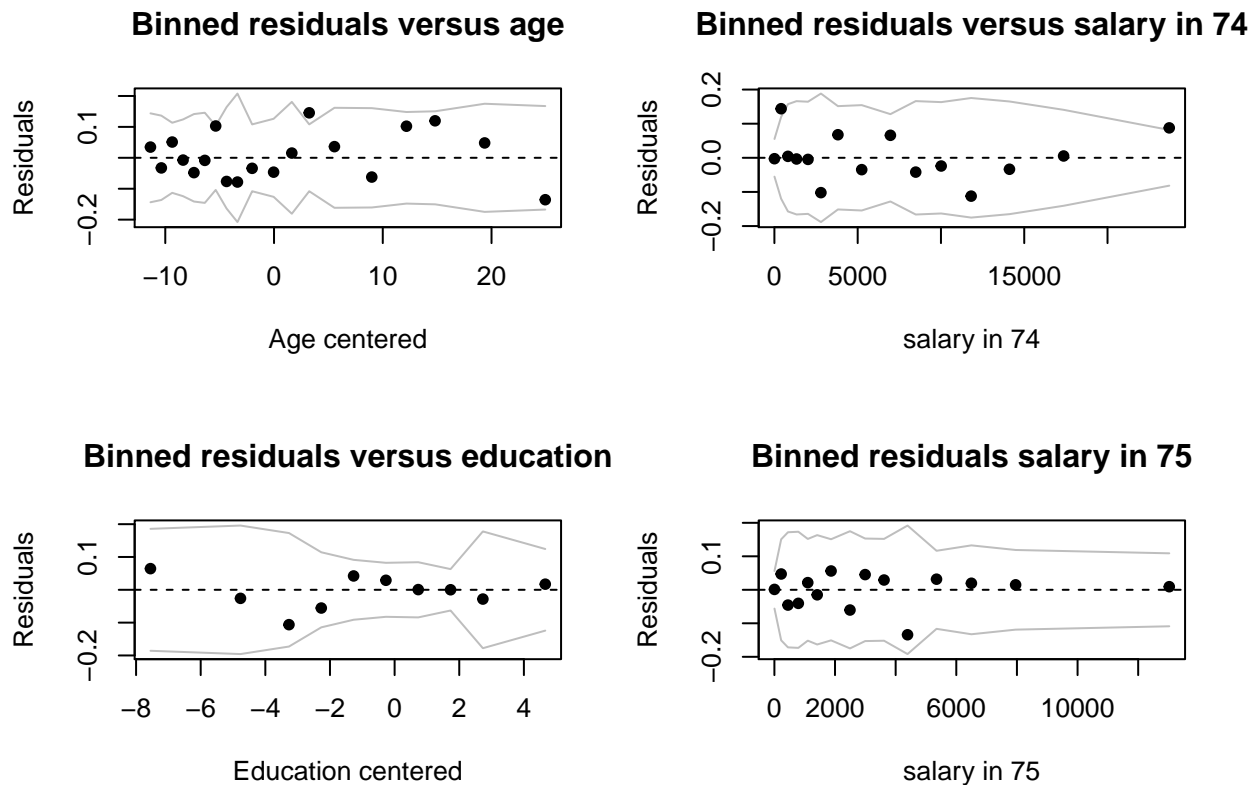 Binned residuals versus age
Residuals
0.1
−0.2
−10 0 10 20
Age centered
Binned residuals versus salary in 74
Residuals
0.2
0.0
−0.2
0 5000 15000
salary in 74
Binned residuals versus education
Residuals
0.1
−0.2
−8 −6 −4 −2 0 2 4
Education centered
Binned residuals salary in 75
Residuals
0.1
−0.2
0 2000 6000 10000
salary in 75